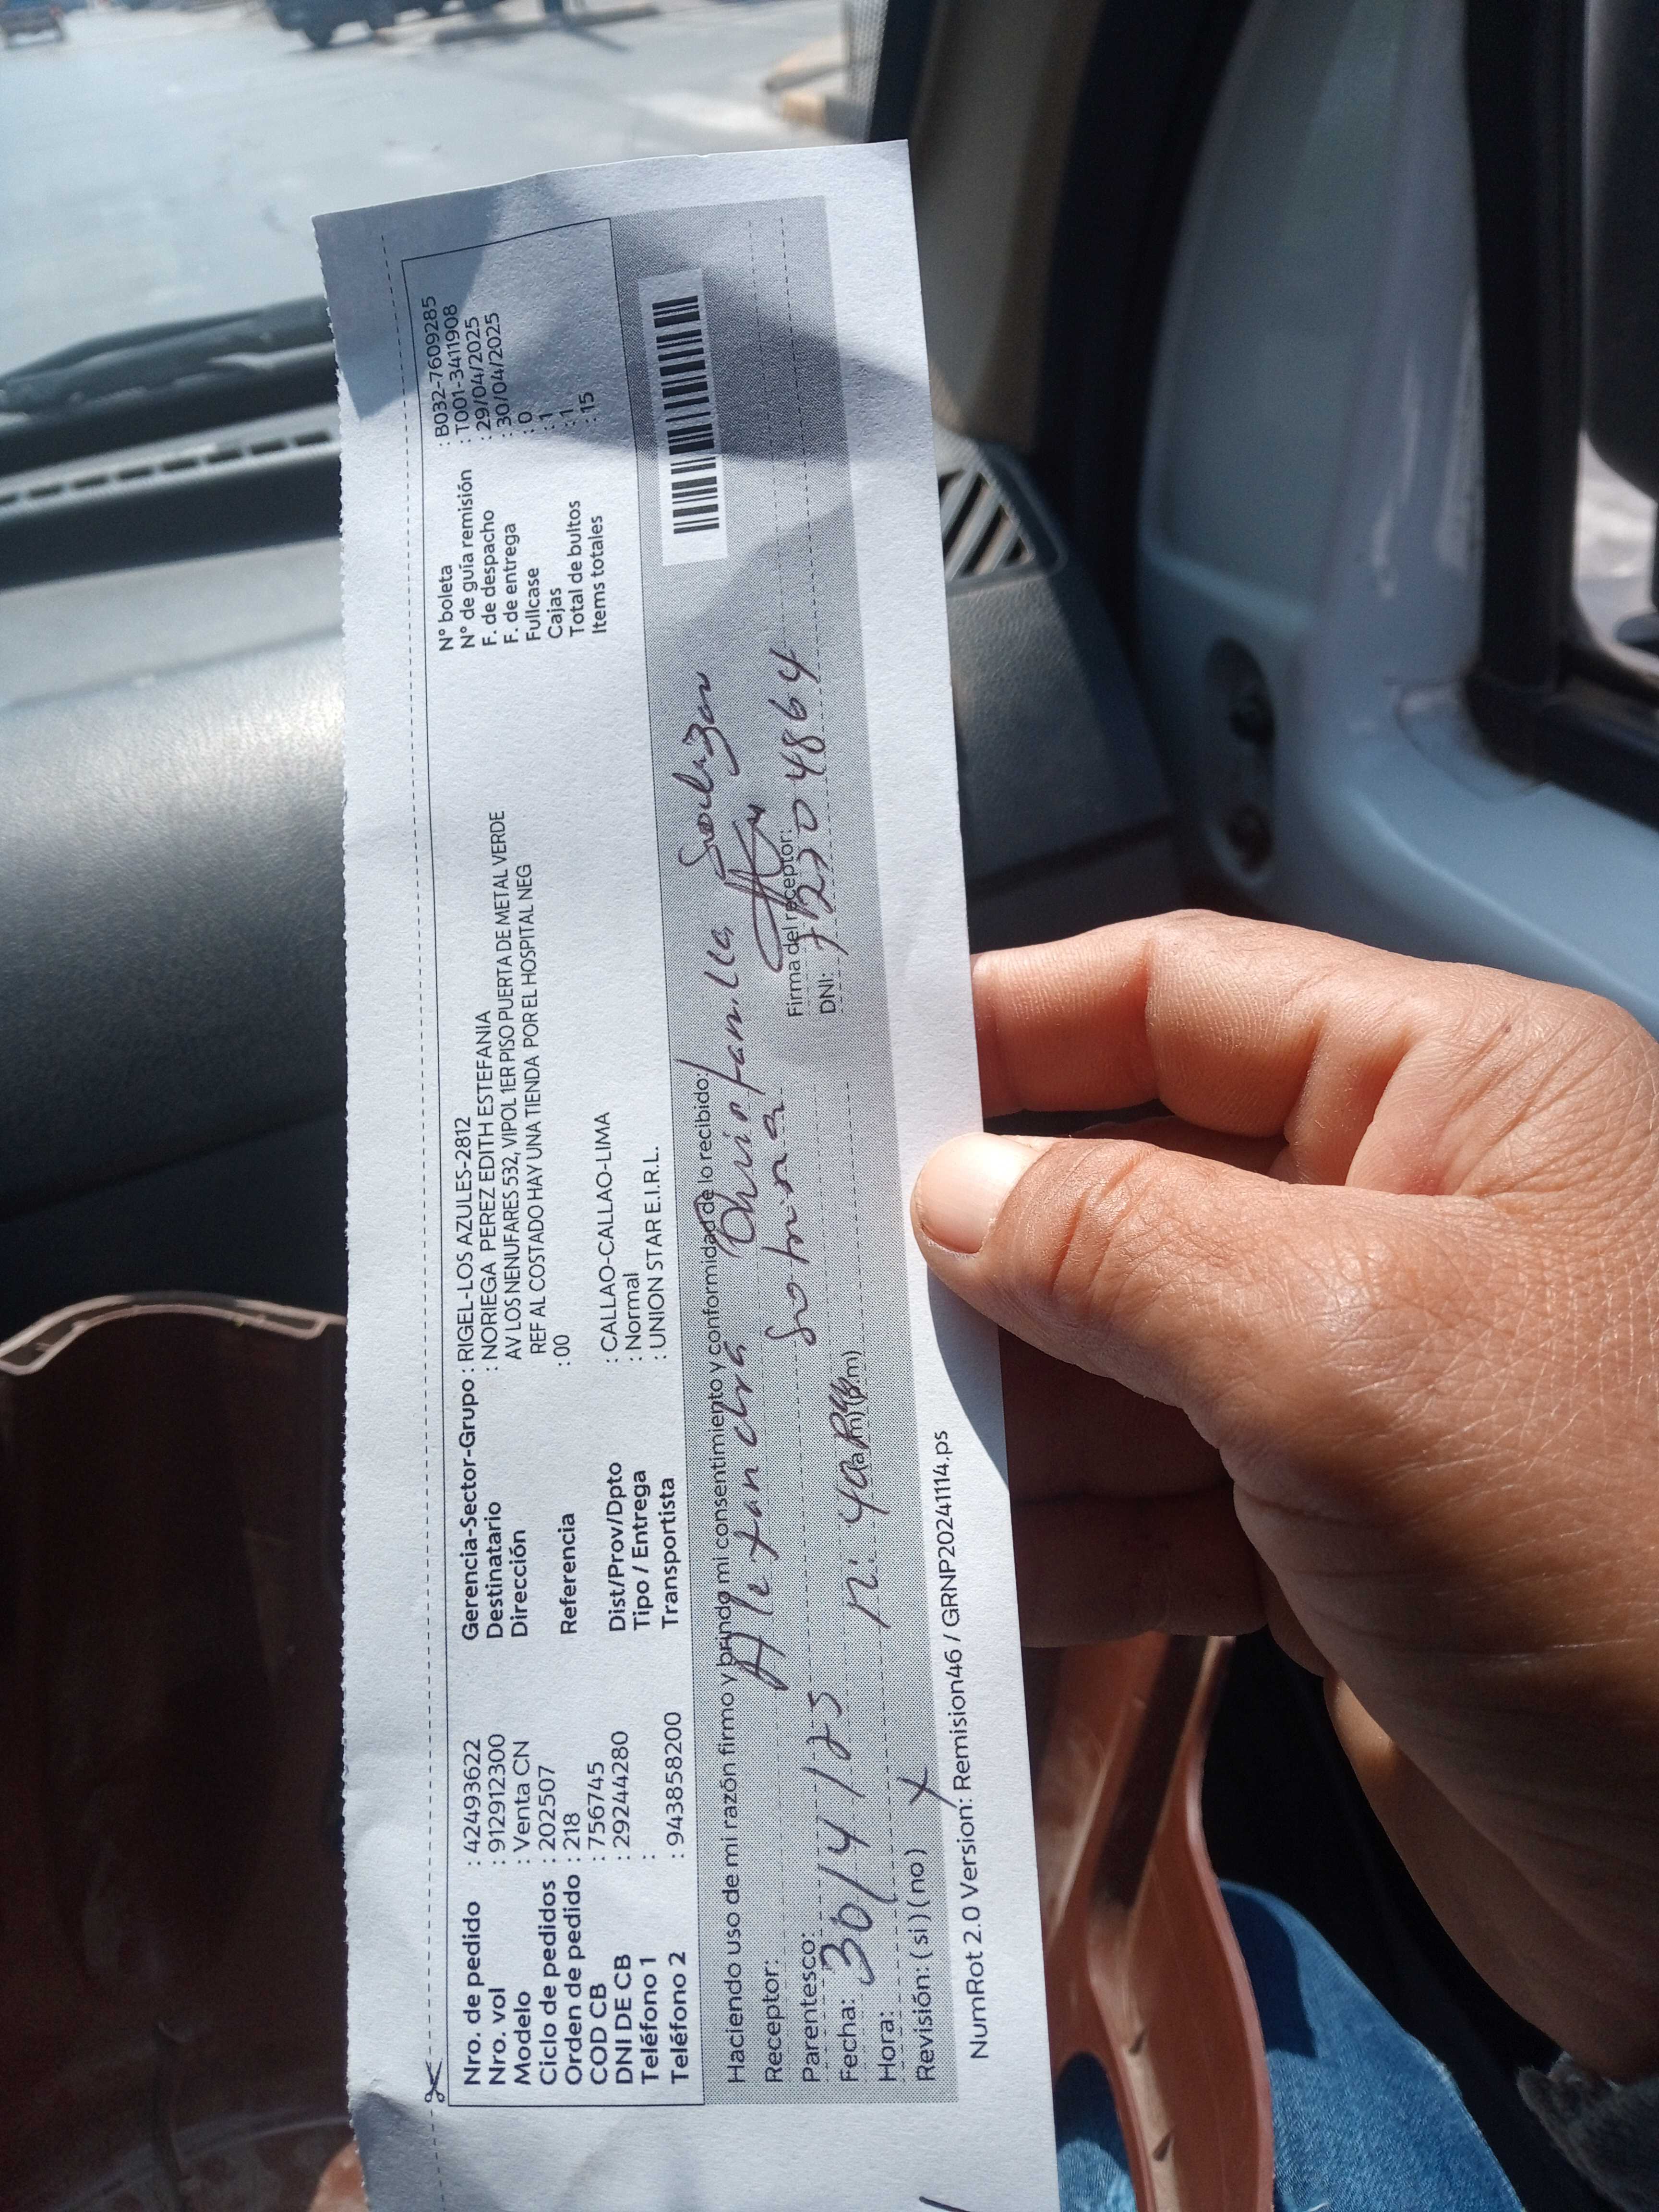 Nro. de pedido : 42493622
Nro. vol : 912912300
Modelo : Venta CN
Ciclo de pedidos : 202507
Orden de pedido : 218
COD CB : 756745
DNI DE CB : 29244280
Teléfono 1 :
Teléfono 2 : 943858200
Gerencia-Sector-Grupo : RIGEL-LOS AZULES-2812
Destinatario : NORIEGA PEREZ EDITH ESTEFANIA
Dirección AV LOS NENUFARES 532, VIPOL 1ER PISO PUERTA DE METAL VERDE
REF AL COSTADO HAY UNA TIENDA POR EL HOSPITAL NEG
Referencia : 00
Dist/Prov/Dpto : CALLAO-CALLAO-LIMA
Tipo / Entrega : Normal
Transportista : UNION STAR E.I.R.L.
N° boleta : B032-7609285
N° de guía remisión : T001-3411908
F. de despacho : 29/04/2025
F. de entrega : 30/04/2025
Fullcase : 0
Cajas : 1
Total de bultos : 1
Items totales : 15
Haciendo uso de mi razón firmo y brindo mi consentimiento y conformidad de lo recibido:
Receptor: Alexandra
Parentesco: Sobrina
Firma del receptor:
Fecha: 30/4/25
DNI: 72704864
Hora: (a.m) (p.m)
Revisión: (si) (no) X
NumRot 2.0 Version: Remision46 / GRNP20241114.ps